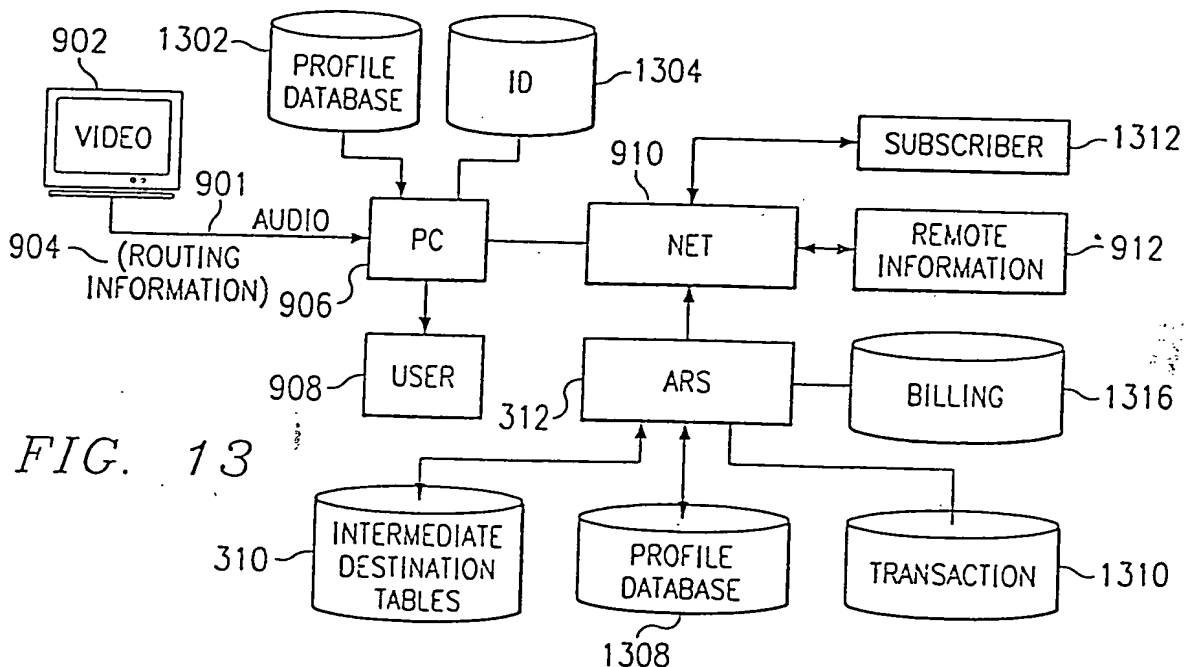 902
1302
PROFILE
DATABASE
ID
1304
VIDEO
901
AUDIO
904
(ROUTING
INFORMATION)
PC
906
910
NET
SUBSCRIBER
1312
REMOTE
INFORMATION
912
USER
908
ARS
312
BILLING
1316
FIG. 13
INTERMEDIATE
DESTINATION
TABLES
310
PROFILE
DATABASE
1308
TRANSACTION
1310